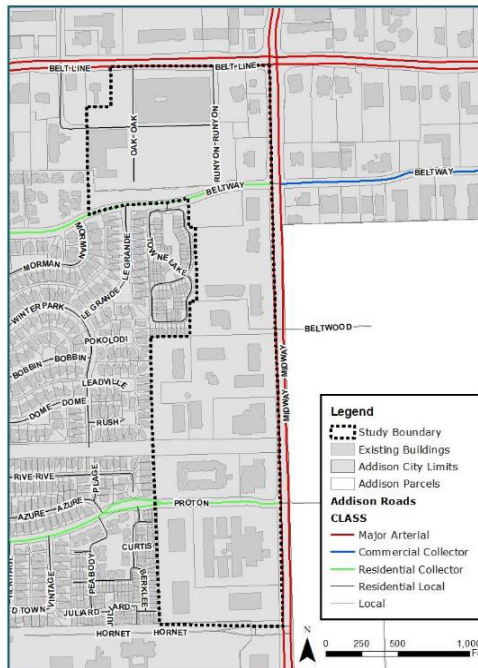 BELT-LINE
BELT-LINE
OAK-OAK
RUNYON-RUNYON
BELTWAY
BELTWAY
MORMAN
LE GRANDE
TOWNE LAKE
MORMAN
LE GRANDE
WINTER PARK
BELTWOOD
POKOLODI
MIDWAY
MIDWAY
BOBBIN
BOBBIN
LEADVILLE
DOME
DOME
RUSH
PLAGE
RIVE
RIVE
PROTON
AZURE
AZURE
CURTIS
VINTAGE
PEABODY
BERKLEE
D TOWN
JULIARD
HORNET
HORNET
Legend
Study Boundary
Existing Buildings
Addison City Limits
Addison Parcels
Addison Roads
CLASS
Major Arterial
Commercial Collector
Residential Collector
Residential Local
Local
N
0 250 500 1,000